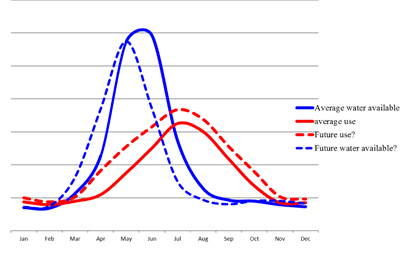 Average water available
average use
Future use?
Future water available?
Jan Feb Mar Apr May Jun Jul Aug Sep Oct Nov Dec